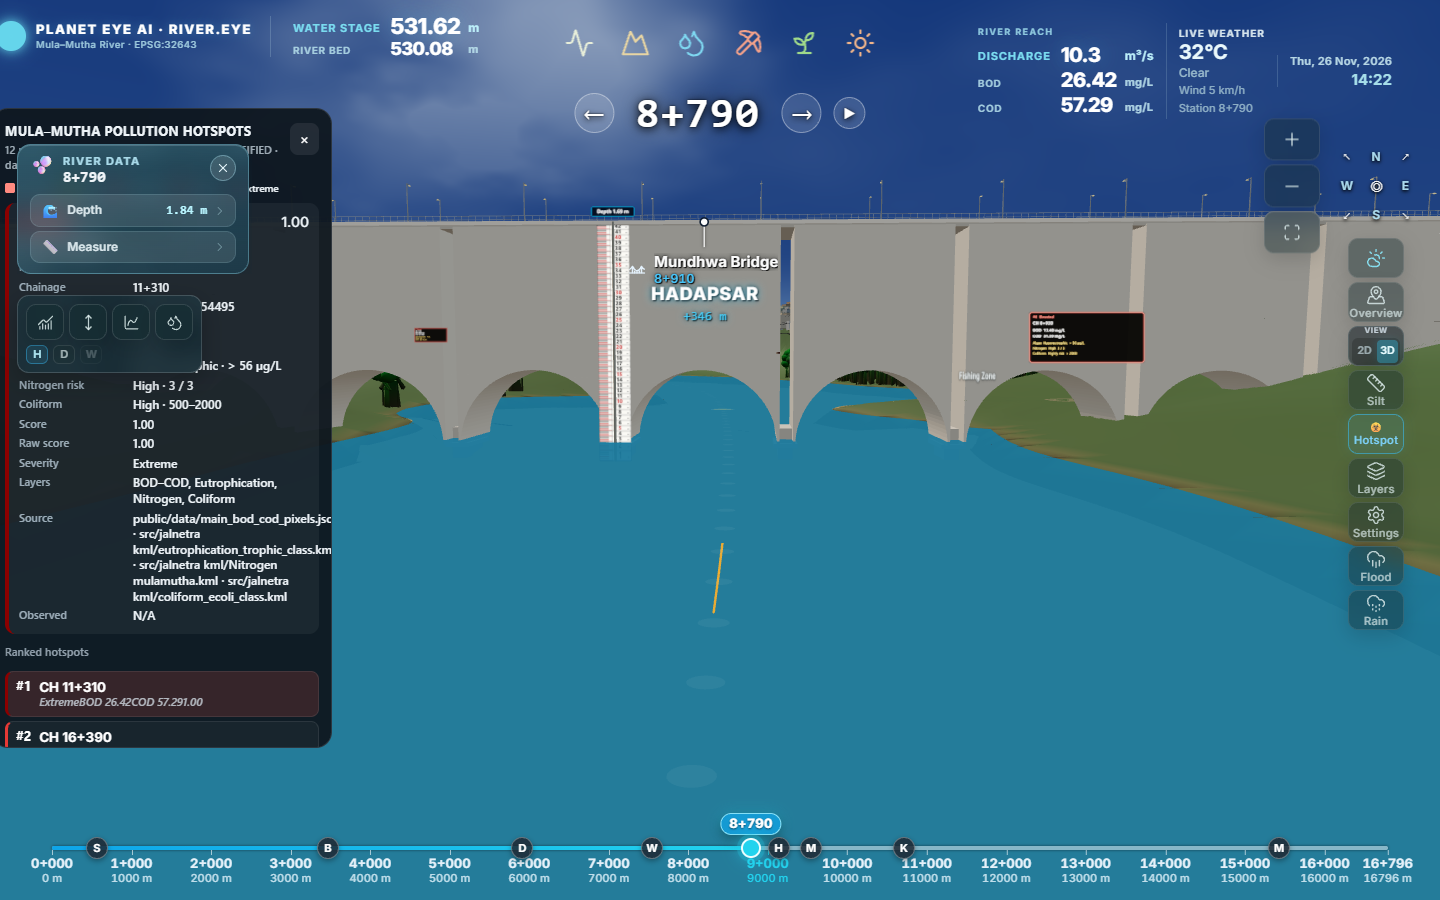 PLANET EYE AI · RIVER.EYE
Mula–Mutha River · EPSG:32643
WATER STAGE 531.62 m
RIVER BED 530.08 m
RIVER REACH
DISCHARGE 10.3 m³/s
BOD 26.42 mg/L
COD 57.29 mg/L
LIVE WEATHER
32°C
Clear
Wind 5 km/h
Station 8+790
Thu, 26 Nov, 2026
14:22
← 8+790 → ▶
MULA–MUTHA POLLUTION HOTSPOTS
×
12
IFIED ·
da
xtreme
RIVER DATA
8+790
Depth 1.84 m
Measure
1.00
Chainage 11+310
54495
phic · > 56 µg/L
H D W
Nitrogen risk High · 3 / 3
Coliform High · 500–2000
Score 1.00
Raw score 1.00
Severity Extreme
Layers BOD–COD, Eutrophication,
Nitrogen, Coliform
Source public/data/main_bod_cod_pixels.jsc
· src/jalnetra
kml/eutrophication_trophic_class.km
· src/jalnetra kml/Nitrogen
mulamutha.kml · src/jalnetra
kml/coliform_ecoli_class.kml
Observed N/A
Ranked hotspots
#1 CH 11+310
ExtremeBOD 26.42COD 57.291.00
#2 CH 16+390
Mundhwa Bridge
8+910
HADAPSAR
+346 m
Fishing Zone
+
−
N
W E
S
Overview
VIEW
2D 3D
Silt
Hotspot
Layers
Settings
Flood
Rain
8+790
S B D W H M K M
0+000 1+000 2+000 3+000 4+000 5+000 6+000 7+000 8+000 9+000 10+000 11+000 12+000 13+000 14+000 15+000 16+000 16+796
0 m 1000 m 2000 m 3000 m 4000 m 5000 m 6000 m 7000 m 8000 m 9000 m 10000 m 11000 m 12000 m 13000 m 14000 m 15000 m 16000 m 16796 m